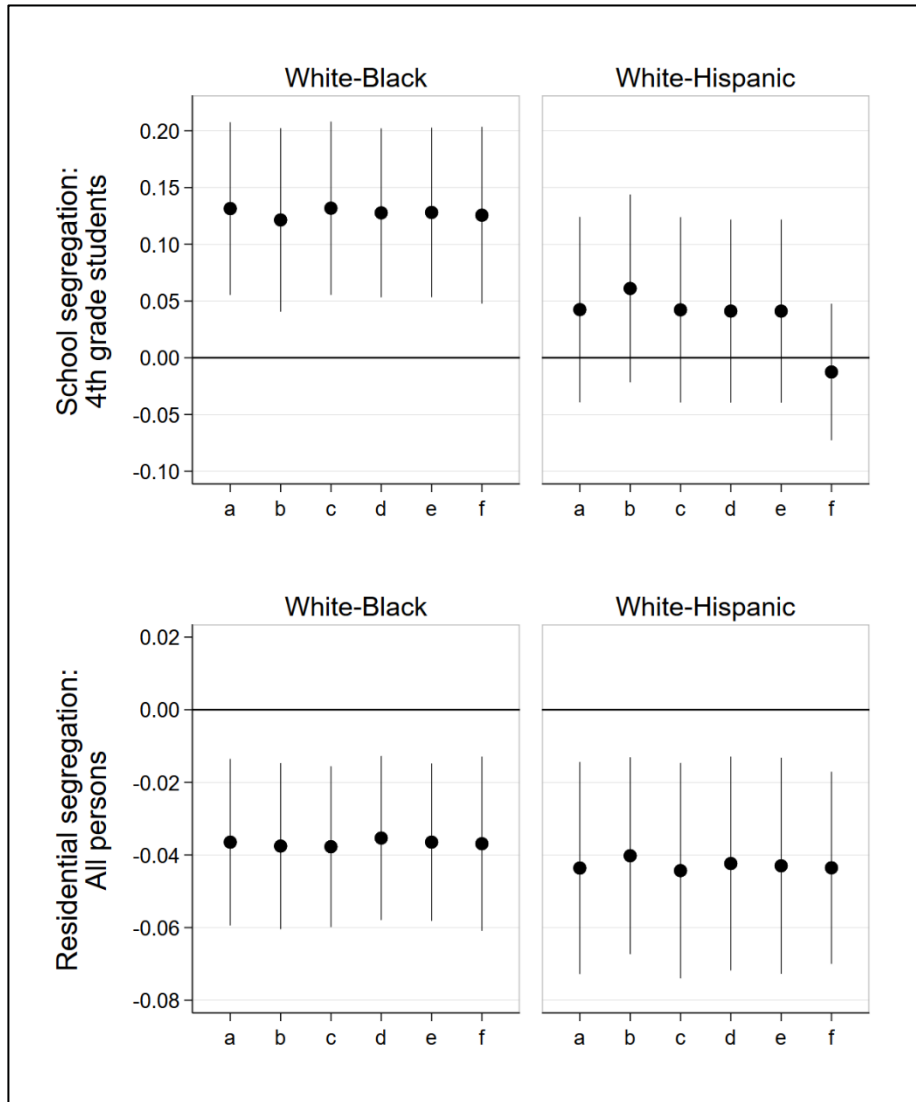 White-Black
White-Hispanic
School segregation:
4th grade students
0.20
0.15
0.10
0.05
0.00
-0.05
-0.10
a b c d e f
a b c d e f
White-Black
White-Hispanic
Residential segregation:
All persons
0.02
0.00
-0.02
-0.04
-0.06
-0.08
a b c d e f
a b c d e f